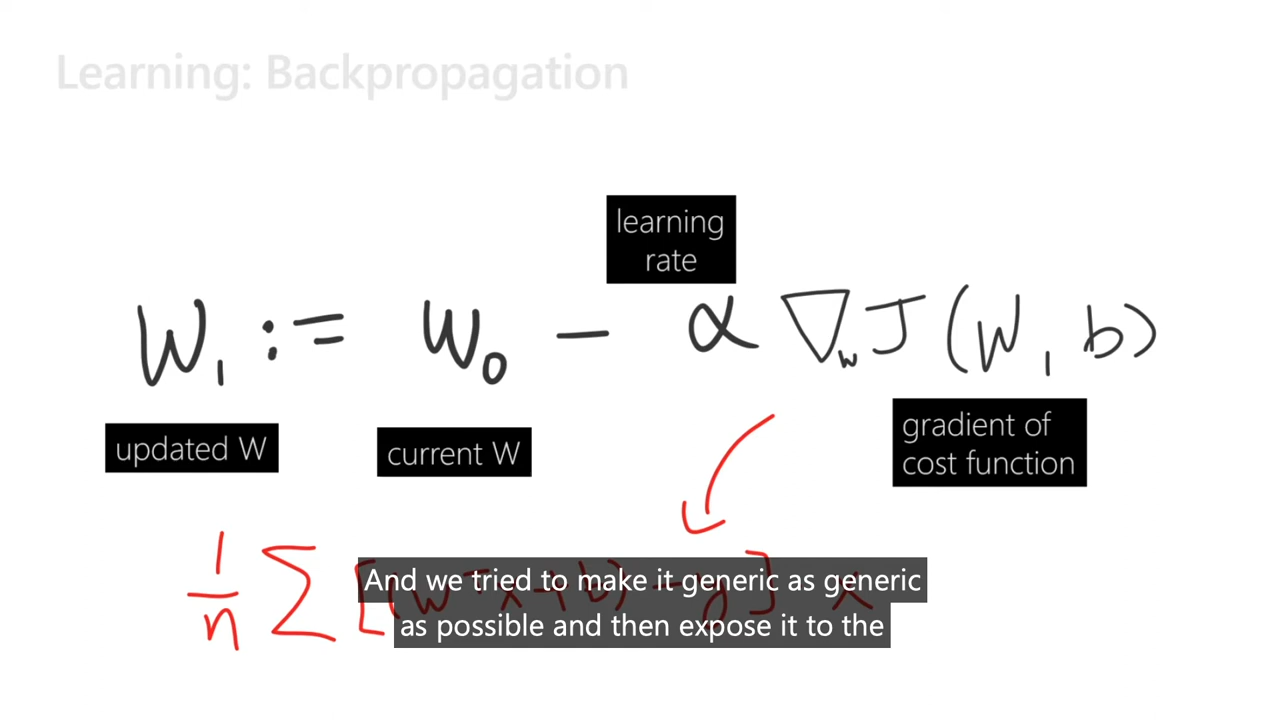 Learning: Backpropagation
learning
rate
W₁ := W₀ − α ∇w J (W, b)
updated W
current W
gradient of
cost function
1/n Σ [(wᵀx + b) − y] x
And we tried to make it generic as generic
as possible and then expose it to the